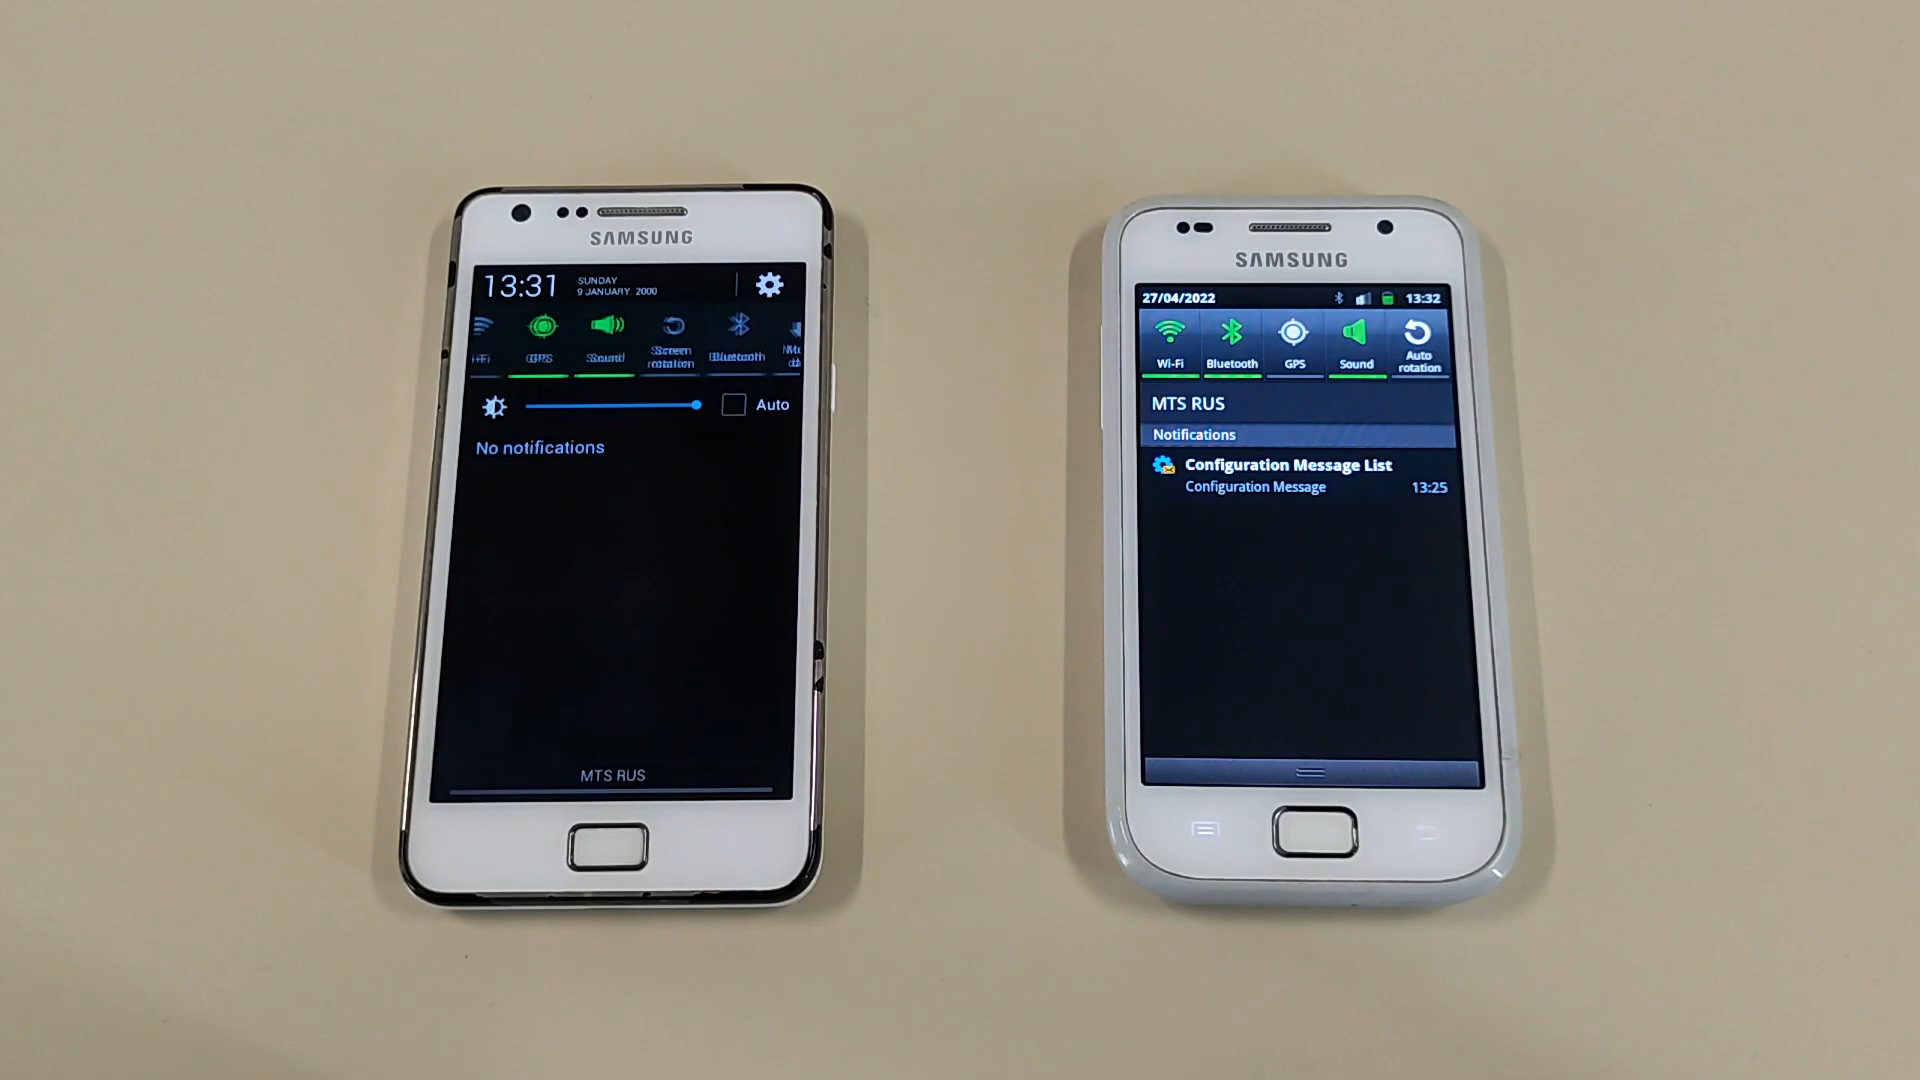 SAMSUNG
13:31
SUNDAY
9 JANUARY, 2000
GPS
Sound
Screen
rotation
Bluetooth
Auto
No notifications
MTS RUS
SAMSUNG
27/04/2022
13:32
Wi-Fi
Bluetooth
GPS
Sound
Auto
rotation
MTS RUS
Notifications
Configuration Message List
Configuration Message
13:25